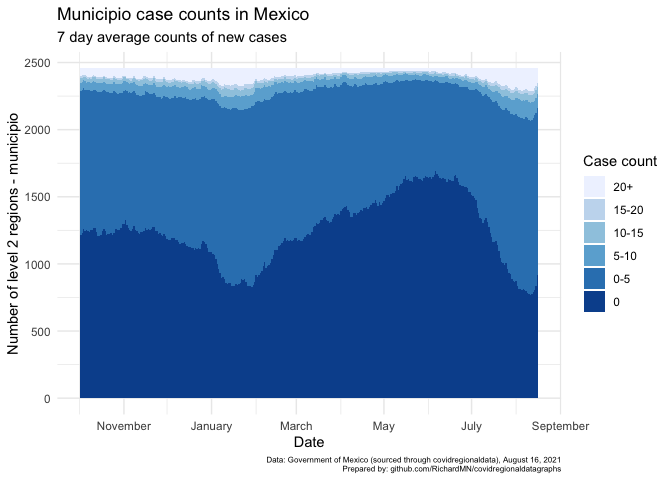 Municipio case counts in Mexico
7 day average counts of new cases
Number of level 2 regions - municipio
2500
2000
1500
1000
500
0
November
January
March
May
July
September
Date
Case count
20+
15-20
10-15
5-10
0-5
0
Data: Government of Mexico (sourced through covidregionaldata), August 16, 2021
Prepared by: github.com/RichardMN/covidregionaldatagraphs